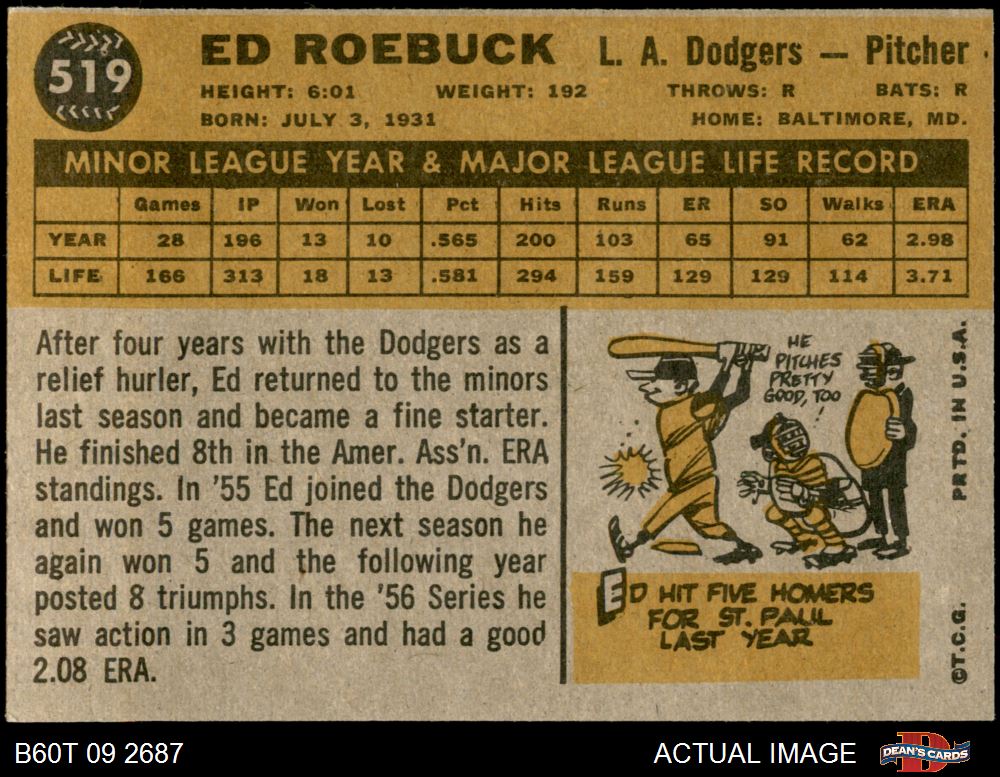 519
ED ROEBUCK L. A. Dodgers — Pitcher
HEIGHT: 6:01 WEIGHT: 192 THROWS: R BATS: R
BORN: JULY 3, 1931 HOME: BALTIMORE, MD.
MINOR LEAGUE YEAR & MAJOR LEAGUE LIFE RECORD
Games IP Won Lost Pct Hits Runs ER SO Walks ERA
YEAR 28 196 13 10 .565 200 103 65 91 62 2.98
LIFE 166 313 18 13 .581 294 159 129 129 114 3.71
After four years with the Dodgers as a
relief hurler, Ed returned to the minors
last season and became a fine starter.
He finished 8th in the Amer. Ass'n. ERA
standings. In '55 Ed joined the Dodgers
and won 5 games. The next season he
again won 5 and the following year
posted 8 triumphs. In the '56 Series he
saw action in 3 games and had a good
2.08 ERA.
HE
PITCHES
PRETTY
GOOD, TOO
!
ED HIT FIVE HOMERS
FOR ST. PAUL
LAST YEAR
©T.C.G. PRTD. IN U.S.A.
B60T 09 2687 ACTUAL IMAGE D DEAN'S CARDS